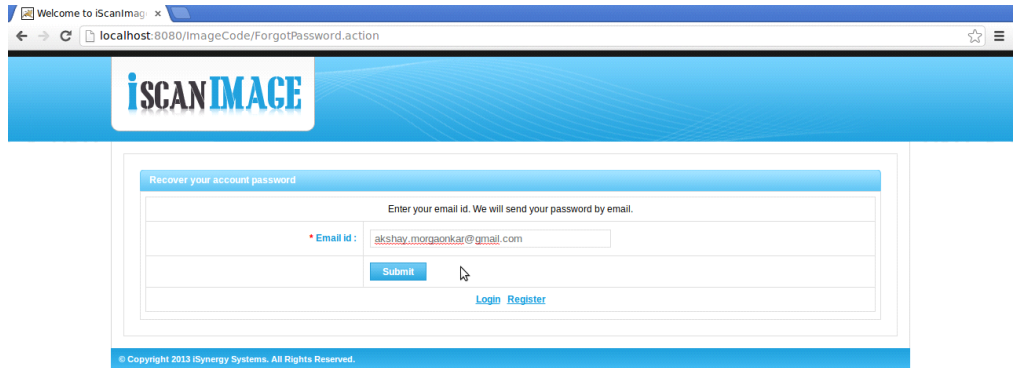 Welcome to iScanImag
localhost:8080/ImageCode/ForgotPassword.action
iSCANIMAGE
Recover your account password
Enter your email id. We will send your password by email.
* Email id : akshay.morgaonkar@gmail.com
Submit
Login Register
© Copyright 2013 iSynergy Systems. All Rights Reserved.